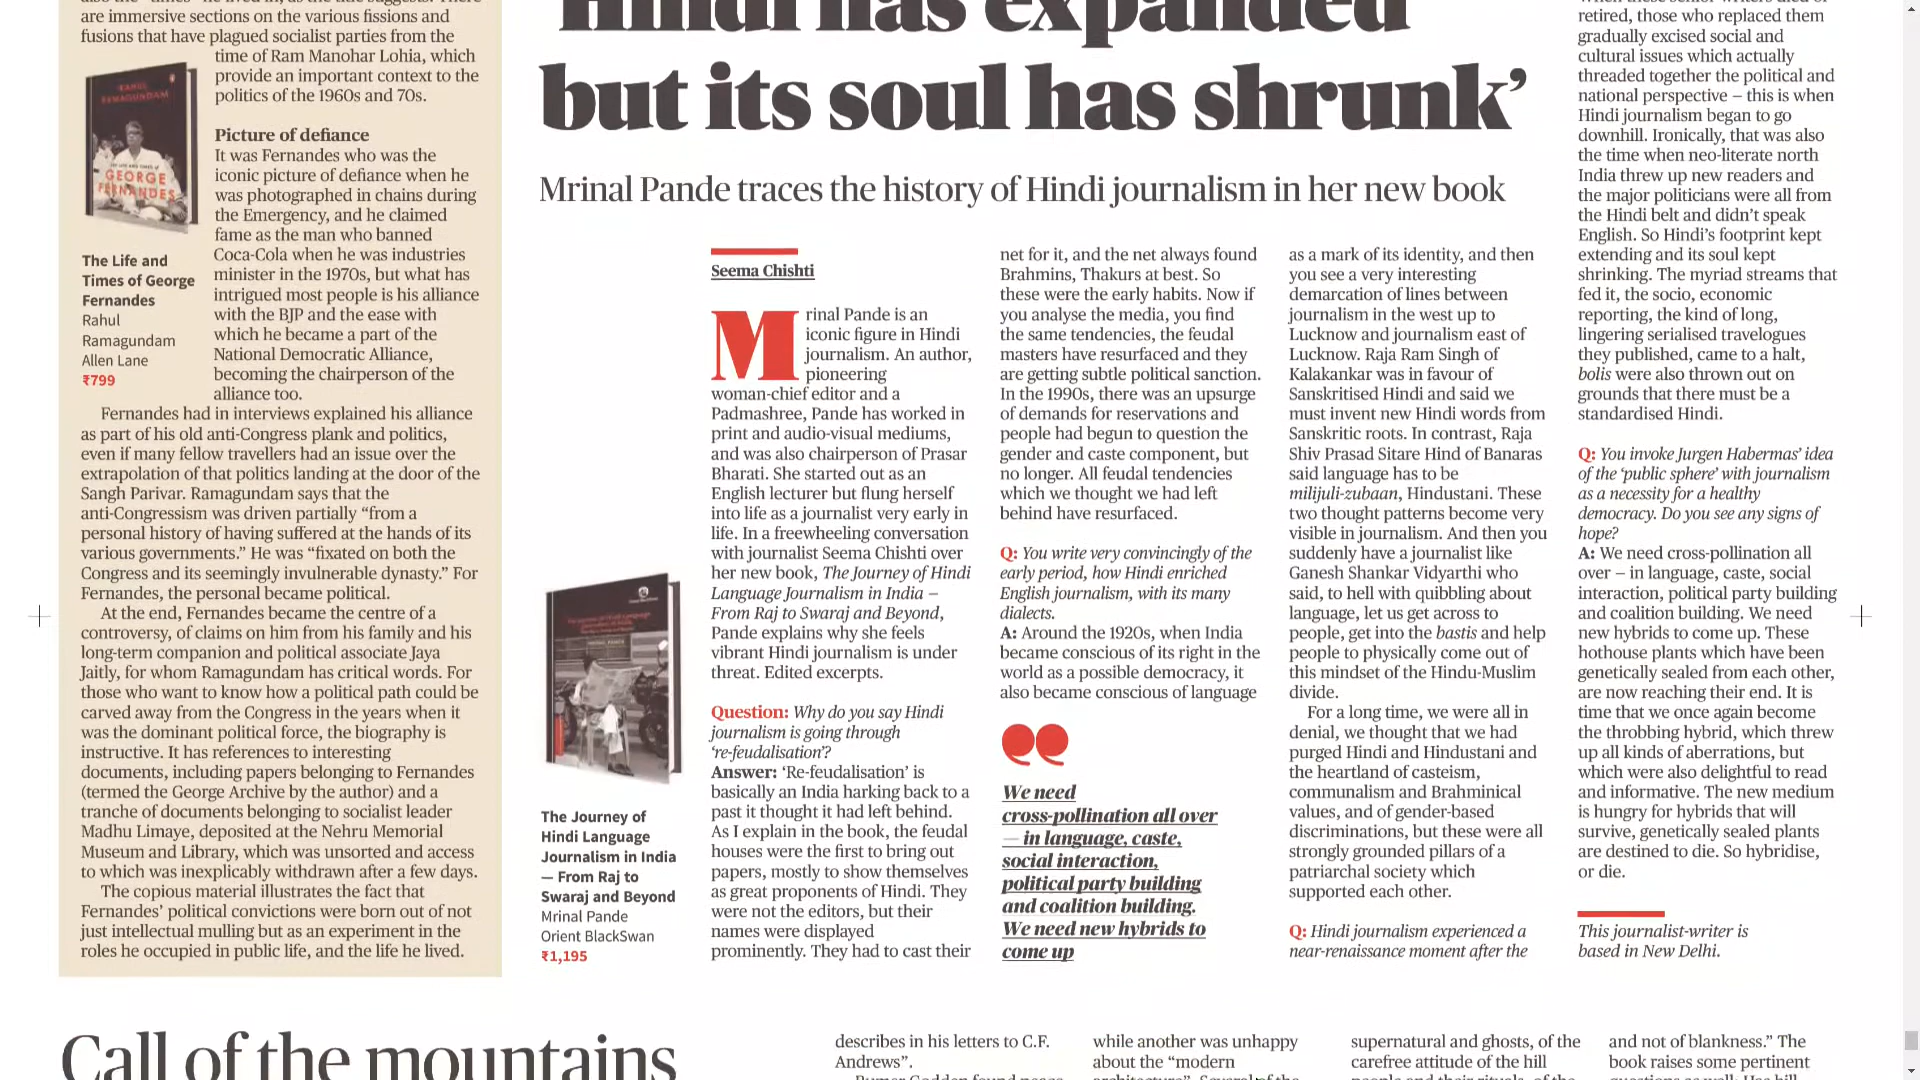 are immersive sections on the various fissions and
fusions that have plagued socialist parties from the
time of Ram Manohar Lohia, which
provide an important context to the
politics of the 1960s and 70s.
RAHUL
RAMAGUNDAM
THE LIFE AND TIMES OF
GEORGE
FERNANDES
The Life and
Times of George
Fernandes
Rahul
Ramagundam
Allen Lane
₹799
Picture of defiance
It was Fernandes who was the
iconic picture of defiance when he
was photographed in chains during
the Emergency, and he claimed
fame as the man who banned
Coca-Cola when he was industries
minister in the 1970s, but what has
intrigued most people is his alliance
with the BJP and the ease with
which he became a part of the
National Democratic Alliance,
becoming the chairperson of the
alliance too.
Fernandes had in interviews explained his alliance
as part of his old anti-Congress plank and politics,
even if many fellow travellers had an issue over the
extrapolation of that politics landing at the door of the
Sangh Parivar. Ramagundam says that the
anti-Congressism was driven partially “from a
personal history of having suffered at the hands of its
various governments.” He was “fixated on both the
Congress and its seemingly invulnerable dynasty.” For
Fernandes, the personal became political.
At the end, Fernandes became the centre of a
controversy, of claims on him from his family and his
long-term companion and political associate Jaya
Jaitly, for whom Ramagundam has critical words. For
those who want to know how a political path could be
carved away from the Congress in the years when it
was the dominant political force, the biography is
instructive. It has references to interesting
documents, including papers belonging to Fernandes
(termed the George Archive by the author) and a
tranche of documents belonging to socialist leader
Madhu Limaye, deposited at the Nehru Memorial
Museum and Library, which was unsorted and access
to which was inexplicably withdrawn after a few days.
The copious material illustrates the fact that
Fernandes’ political convictions were born out of not
just intellectual mulling but as an experiment in the
roles he occupied in public life, and the life he lived.
‘Hindi has expanded
but its soul has shrunk’
Mrinal Pande traces the history of Hindi journalism in her new book
The Journey of
Hindi Language
Journalism in India
— From Raj to
Swaraj and Beyond
Mrinal Pande
Orient BlackSwan
₹1,195
Seema Chishti
Mrinal Pande is an
iconic figure in Hindi
journalism. An author,
pioneering
woman-chief editor and a
Padmashree, Pande has worked in
print and audio-visual mediums,
and was also chairperson of Prasar
Bharati. She started out as an
English lecturer but flung herself
into life as a journalist very early in
life. In a freewheeling conversation
with journalist Seema Chishti over
her new book, The Journey of Hindi
Language Journalism in India –
From Raj to Swaraj and Beyond,
Pande explains why she feels
vibrant Hindi journalism is under
threat. Edited excerpts.
Question: Why do you say Hindi
journalism is going through
‘re-feudalisation’?
Answer: ‘Re-feudalisation’ is
basically an India harking back to a
past it thought it had left behind.
As I explain in the book, the feudal
houses were the first to bring out
papers, mostly to show themselves
as great proponents of Hindi. They
were not the editors, but their
names were displayed
prominently. They had to cast their
net for it, and the net always found
Brahmins, Thakurs at best. So
these were the early habits. Now if
you analyse the media, you find
the same tendencies, the feudal
masters have resurfaced and they
are getting subtle political sanction.
In the 1990s, there was an upsurge
of demands for reservations and
people had begun to question the
gender and caste component, but
no longer. All feudal tendencies
which we thought we had left
behind have resurfaced.
Q: You write very convincingly of the
early period, how Hindi enriched
English journalism, with its many
dialects.
A: Around the 1920s, when India
became conscious of its right in the
world as a possible democracy, it
also became conscious of language
We need
cross-pollination all over
— in language, caste,
social interaction,
political party building
and coalition building.
We need new hybrids to
come up
as a mark of its identity, and then
you see a very interesting
demarcation of lines between
journalism in the west up to
Lucknow and journalism east of
Lucknow. Raja Ram Singh of
Kalakankar was in favour of
Sanskritised Hindi and said we
must invent new Hindi words from
Sanskritic roots. In contrast, Raja
Shiv Prasad Sitare Hind of Banaras
said language has to be
milijuli-zubaan, Hindustani. These
two thought patterns become very
visible in journalism. And then you
suddenly have a journalist like
Ganesh Shankar Vidyarthi who
said, to hell with quibbling about
language, let us get across to
people, get into the bastis and help
people to physically come out of
this mindset of the Hindu-Muslim
divide.
For a long time, we were all in
denial, we thought that we had
purged Hindi and Hindustani and
the heartland of casteism,
communalism and Brahminical
values, and of gender-based
discriminations, but these were all
strongly grounded pillars of a
patriarchal society which
supported each other.
Q: Hindi journalism experienced a
near-renaissance moment after the
retired, those who replaced them
gradually excised social and
cultural issues which actually
threaded together the political and
national perspective – this is when
Hindi journalism began to go
downhill. Ironically, that was also
the time when neo-literate north
India threw up new readers and
the major politicians were all from
the Hindi belt and didn’t speak
English. So Hindi’s footprint kept
extending and its soul kept
shrinking. The myriad streams that
fed it, the socio, economic
reporting, the kind of long,
lingering serialised travelogues
they published, came to a halt,
bolis were also thrown out on
grounds that there must be a
standardised Hindi.
Q: You invoke Jurgen Habermas’ idea
of the ‘public sphere’ with journalism
as a necessity for a healthy
democracy. Do you see any signs of
hope?
A: We need cross-pollination all
over – in language, caste, social
interaction, political party building
and coalition building. We need
new hybrids to come up. These
hothouse plants which have been
genetically sealed from each other,
are now reaching their end. It is
time that we once again become
the throbbing hybrid, which threw
up all kinds of aberrations, but
which were also delightful to read
and informative. The new medium
is hungry for hybrids that will
survive, genetically sealed plants
are destined to die. So hybridise,
or die.
This journalist-writer is
based in New Delhi.
Call of the mountains
describes in his letters to C.F.
Andrews”.
while another was unhappy
about the “modern
supernatural and ghosts, of the
carefree attitude of the hill
and not of blankness.” The
book raises some pertinent